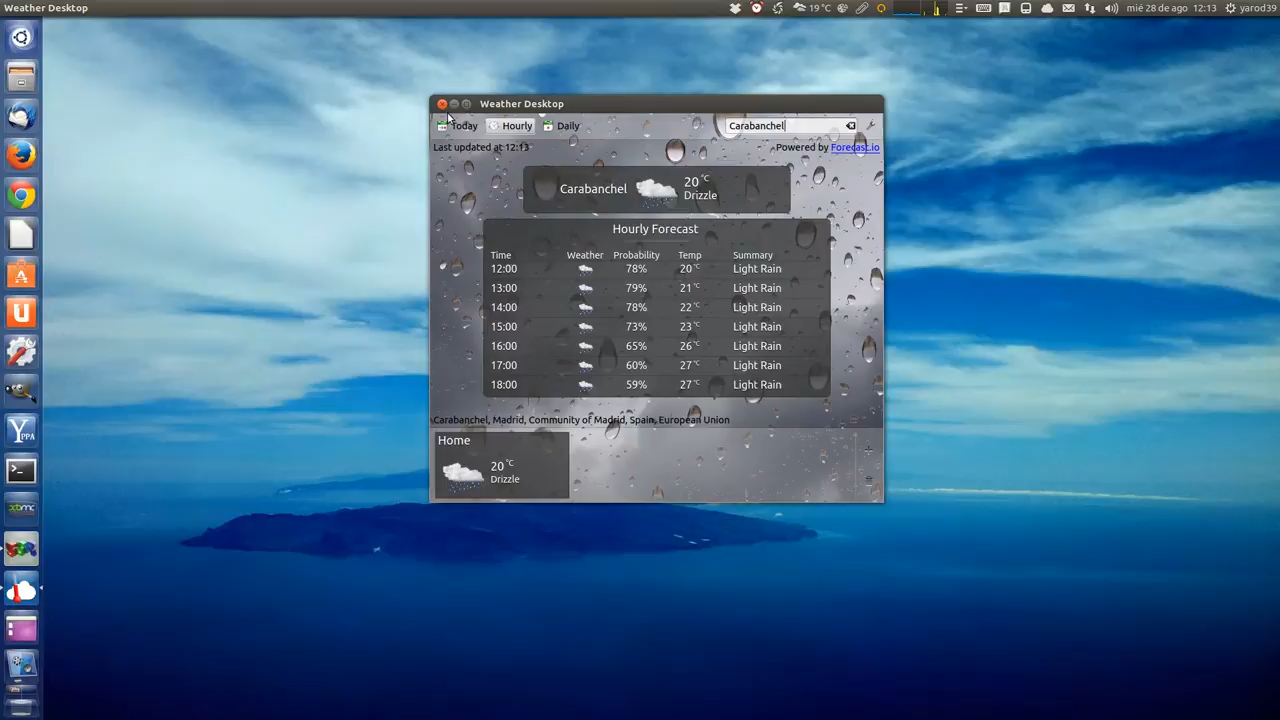 Weather Desktop
19 °C
mié 28 de ago
12:13
yarod39
Weather Desktop
Today Hourly Daily Carabanchel
Last updated at 12:13 Powered by Forecast.io
Carabanchel 20 °C
Drizzle
Hourly Forecast
Time Weather Probability Temp Summary
12:00 78% 20 °C Light Rain
13:00 79% 21 °C Light Rain
14:00 78% 22 °C Light Rain
15:00 73% 23 °C Light Rain
16:00 65% 26 °C Light Rain
17:00 60% 27 °C Light Rain
18:00 59% 27 °C Light Rain
Carabanchel, Madrid, Community of Madrid, Spain, European Union
Home
20 °C
Drizzle
YPPA
xbmc